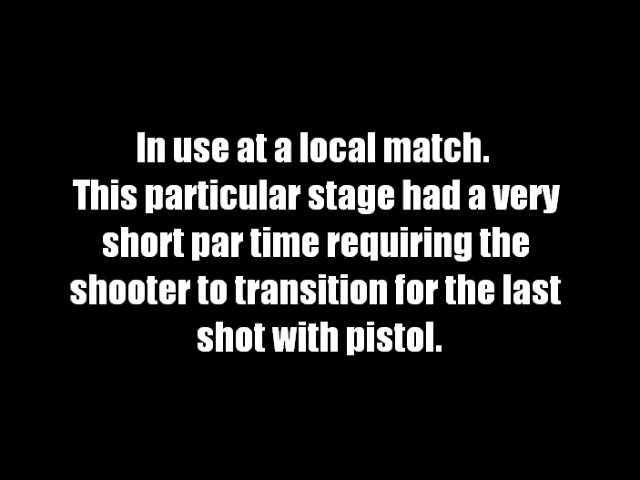 In use at a local match.
This particular stage had a very
short par time requiring the
shooter to transition for the last
shot with pistol.